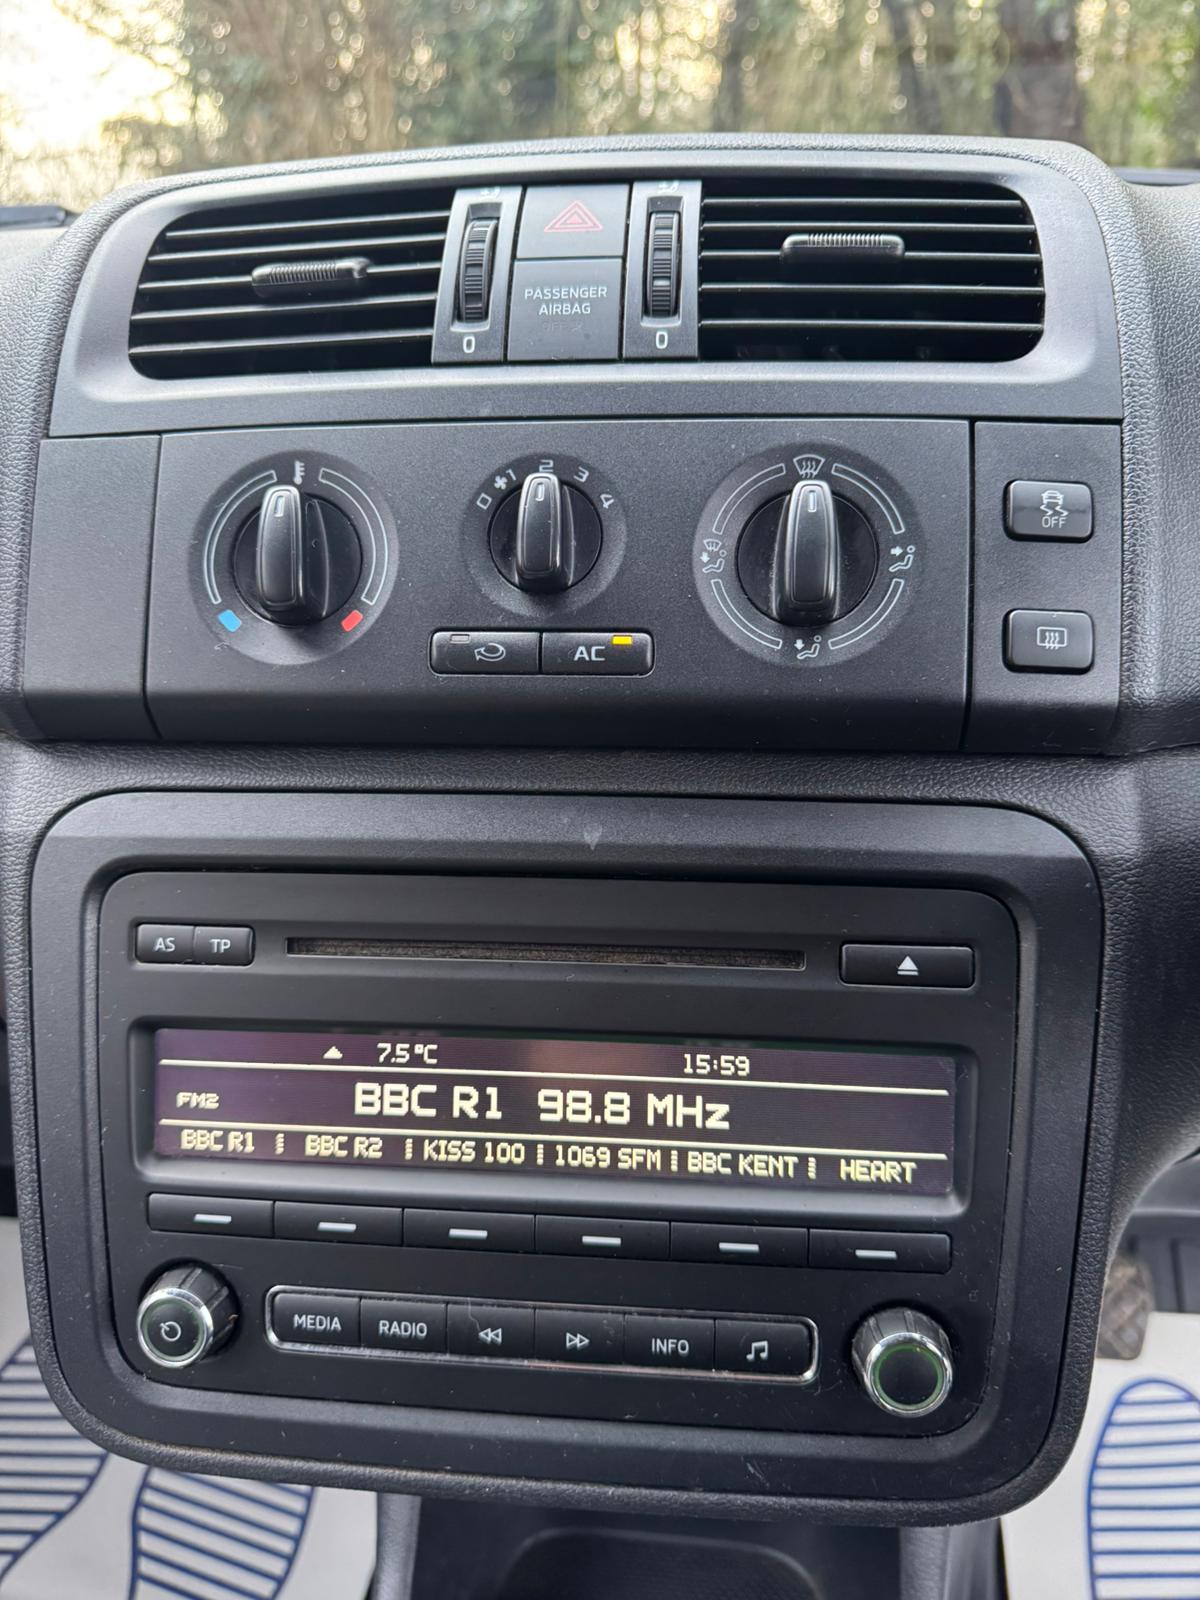 PASSENGER
AIRBAG
0
0
0 1 2 3 4
OFF
AC
AS TP
7.5°C 15:59
FM2 BBC R1 98.8 MHz
BBC R1 BBC R2 KISS 100 1069 SFM BBC KENT HEART
MEDIA RADIO INFO